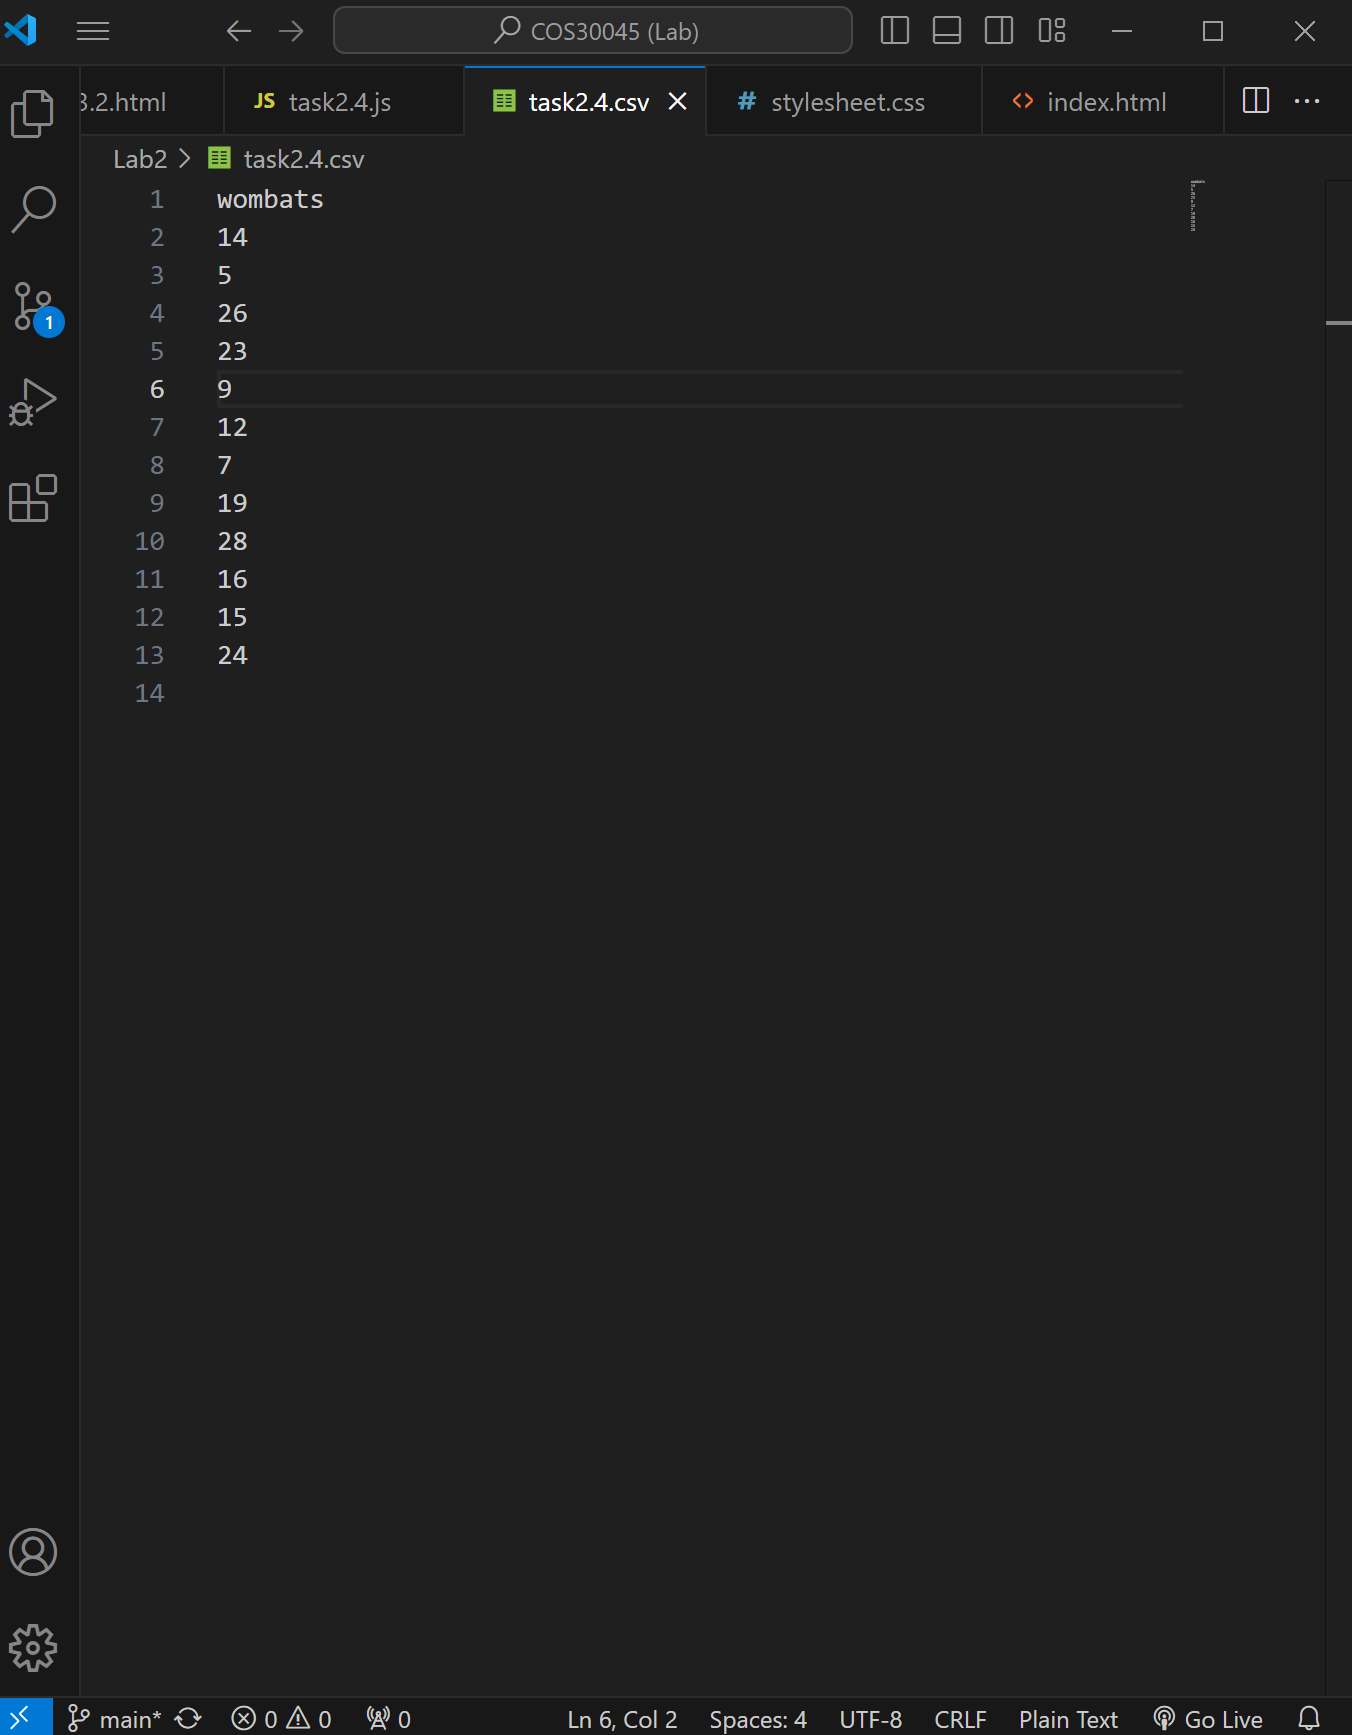 COS30045 (Lab)
3.2.html
JS task2.4.js
task2.4.csv
# stylesheet.css
<> index.html
Lab2 > task2.4.csv
1 wombats
2 14
3 5
4 26
5 23
6 9
7 12
8 7
9 19
10 28
11 16
12 15
13 24
14
1
main* 0 0 0 Ln 6, Col 2 Spaces: 4 UTF-8 CRLF Plain Text Go Live